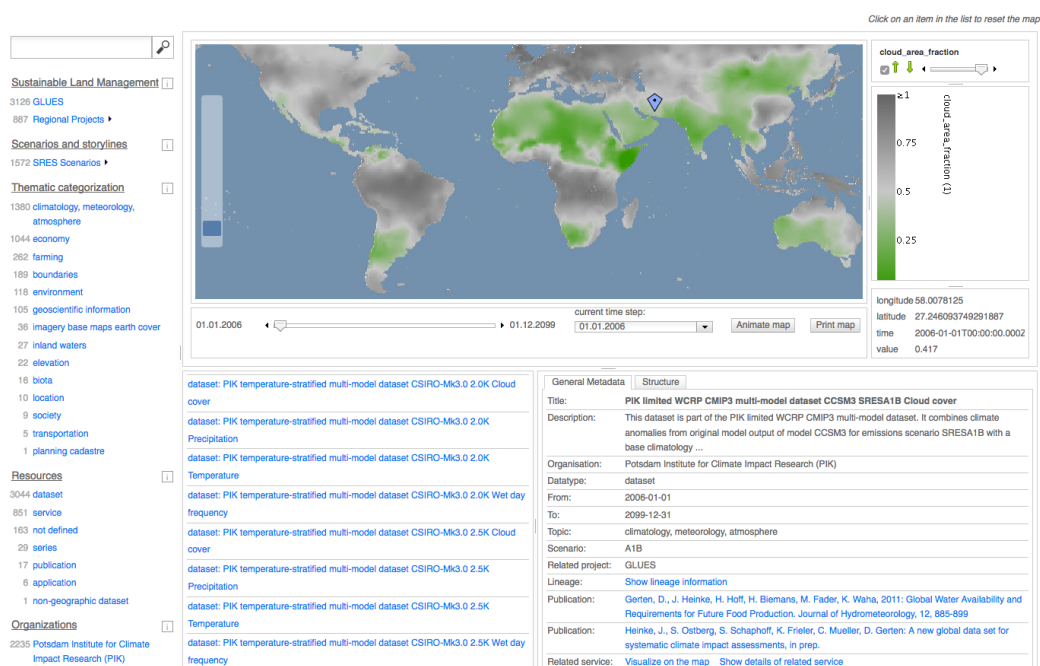 Click on an item in the list to reset the map
Sustainable Land Management i
3126 GLUES
887 Regional Projects
Scenarios and storylines i
1572 SRES Scenarios
Thematic categorization i
1380 climatology, meteorology,
atmosphere
1044 economy
262 farming
189 boundaries
118 environment
105 geoscientific information
36 imagery base maps earth cover
27 inland waters
22 elevation
16 biota
10 location
9 society
5 transportation
1 planning cadastre
Resources i
3044 dataset
851 service
163 not defined
29 series
17 publication
6 application
1 non-geographic dataset
Organizations i
2235 Potsdam Institute for Climate
Impact Research (PIK)
cloud_area_fraction
≥ 1
0.75
0.5
0.25
cloud_area_fraction (1)
longitude 58.0078125
latitude 27.246093749291887
time 2006-01-01T00:00:00.000Z
value 0.417
01.01.2006
01.12.2099
current time step:
01.01.2006
Animate map
Print map
dataset: PIK temperature-stratified multi-model dataset CSIRO-Mk3.0 2.0K Cloud
cover
dataset: PIK temperature-stratified multi-model dataset CSIRO-Mk3.0 2.0K
Precipitation
dataset: PIK temperature-stratified multi-model dataset CSIRO-Mk3.0 2.0K
Temperature
dataset: PIK temperature-stratified multi-model dataset CSIRO-Mk3.0 2.0K Wet day
frequency
dataset: PIK temperature-stratified multi-model dataset CSIRO-Mk3.0 2.5K Cloud
cover
dataset: PIK temperature-stratified multi-model dataset CSIRO-Mk3.0 2.5K
Precipitation
dataset: PIK temperature-stratified multi-model dataset CSIRO-Mk3.0 2.5K
Temperature
dataset: PIK temperature-stratified multi-model dataset CSIRO-Mk3.0 2.5K Wet day
frequency
General Metadata Structure
Title: PIK limited WCRP CMIP3 multi-model dataset CCSM3 SRESA1B Cloud cover
Description: This dataset is part of the PIK limited WCRP CMIP3 multi-model dataset. It combines climate
anomalies from original model output of model CCSM3 for emissions scenario SRESA1B with a
base climatology ...
Organisation: Potsdam Institute for Climate Impact Research (PIK)
Datatype: dataset
From: 2006-01-01
To: 2099-12-31
Topic: climatology, meteorology, atmosphere
Scenario: A1B
Related project: GLUES
Lineage: Show lineage information
Publication: Gerten, D., J. Heinke, H. Hoff, H. Biemans, M. Fader, K. Waha, 2011: Global Water Availability and
Requirements for Future Food Production. Journal of Hydrometeorology, 12, 885-899
Publication: Heinke, J., S. Ostberg, S. Schaphoff, K. Frieler, C. Mueller, D. Gerten: A new global data set for
systematic climate impact assessments, in prep.
Related service: Visualize on the map Show details of related service